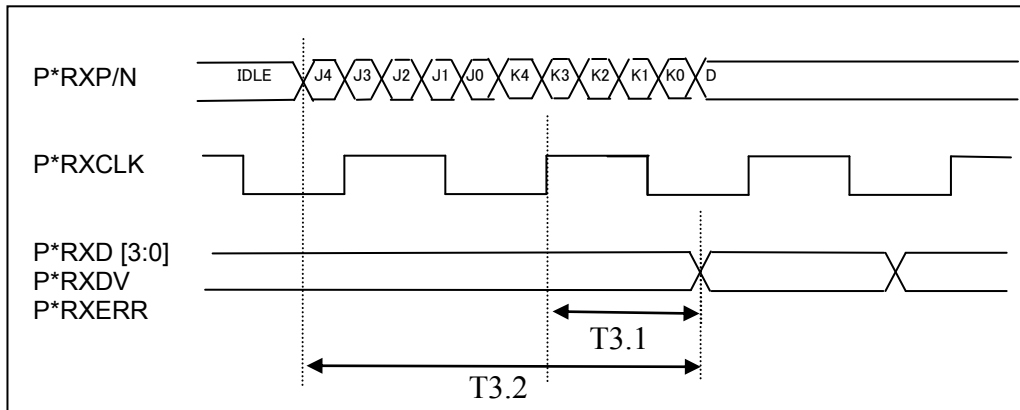 P*RXP/N IDLE J4 J3 J2 J1 J0 K4 K3 K2 K1 K0 D
P*RXCLK
P*RXD [3:0]
P*RXDV
P*RXERR
T3.1
T3.2